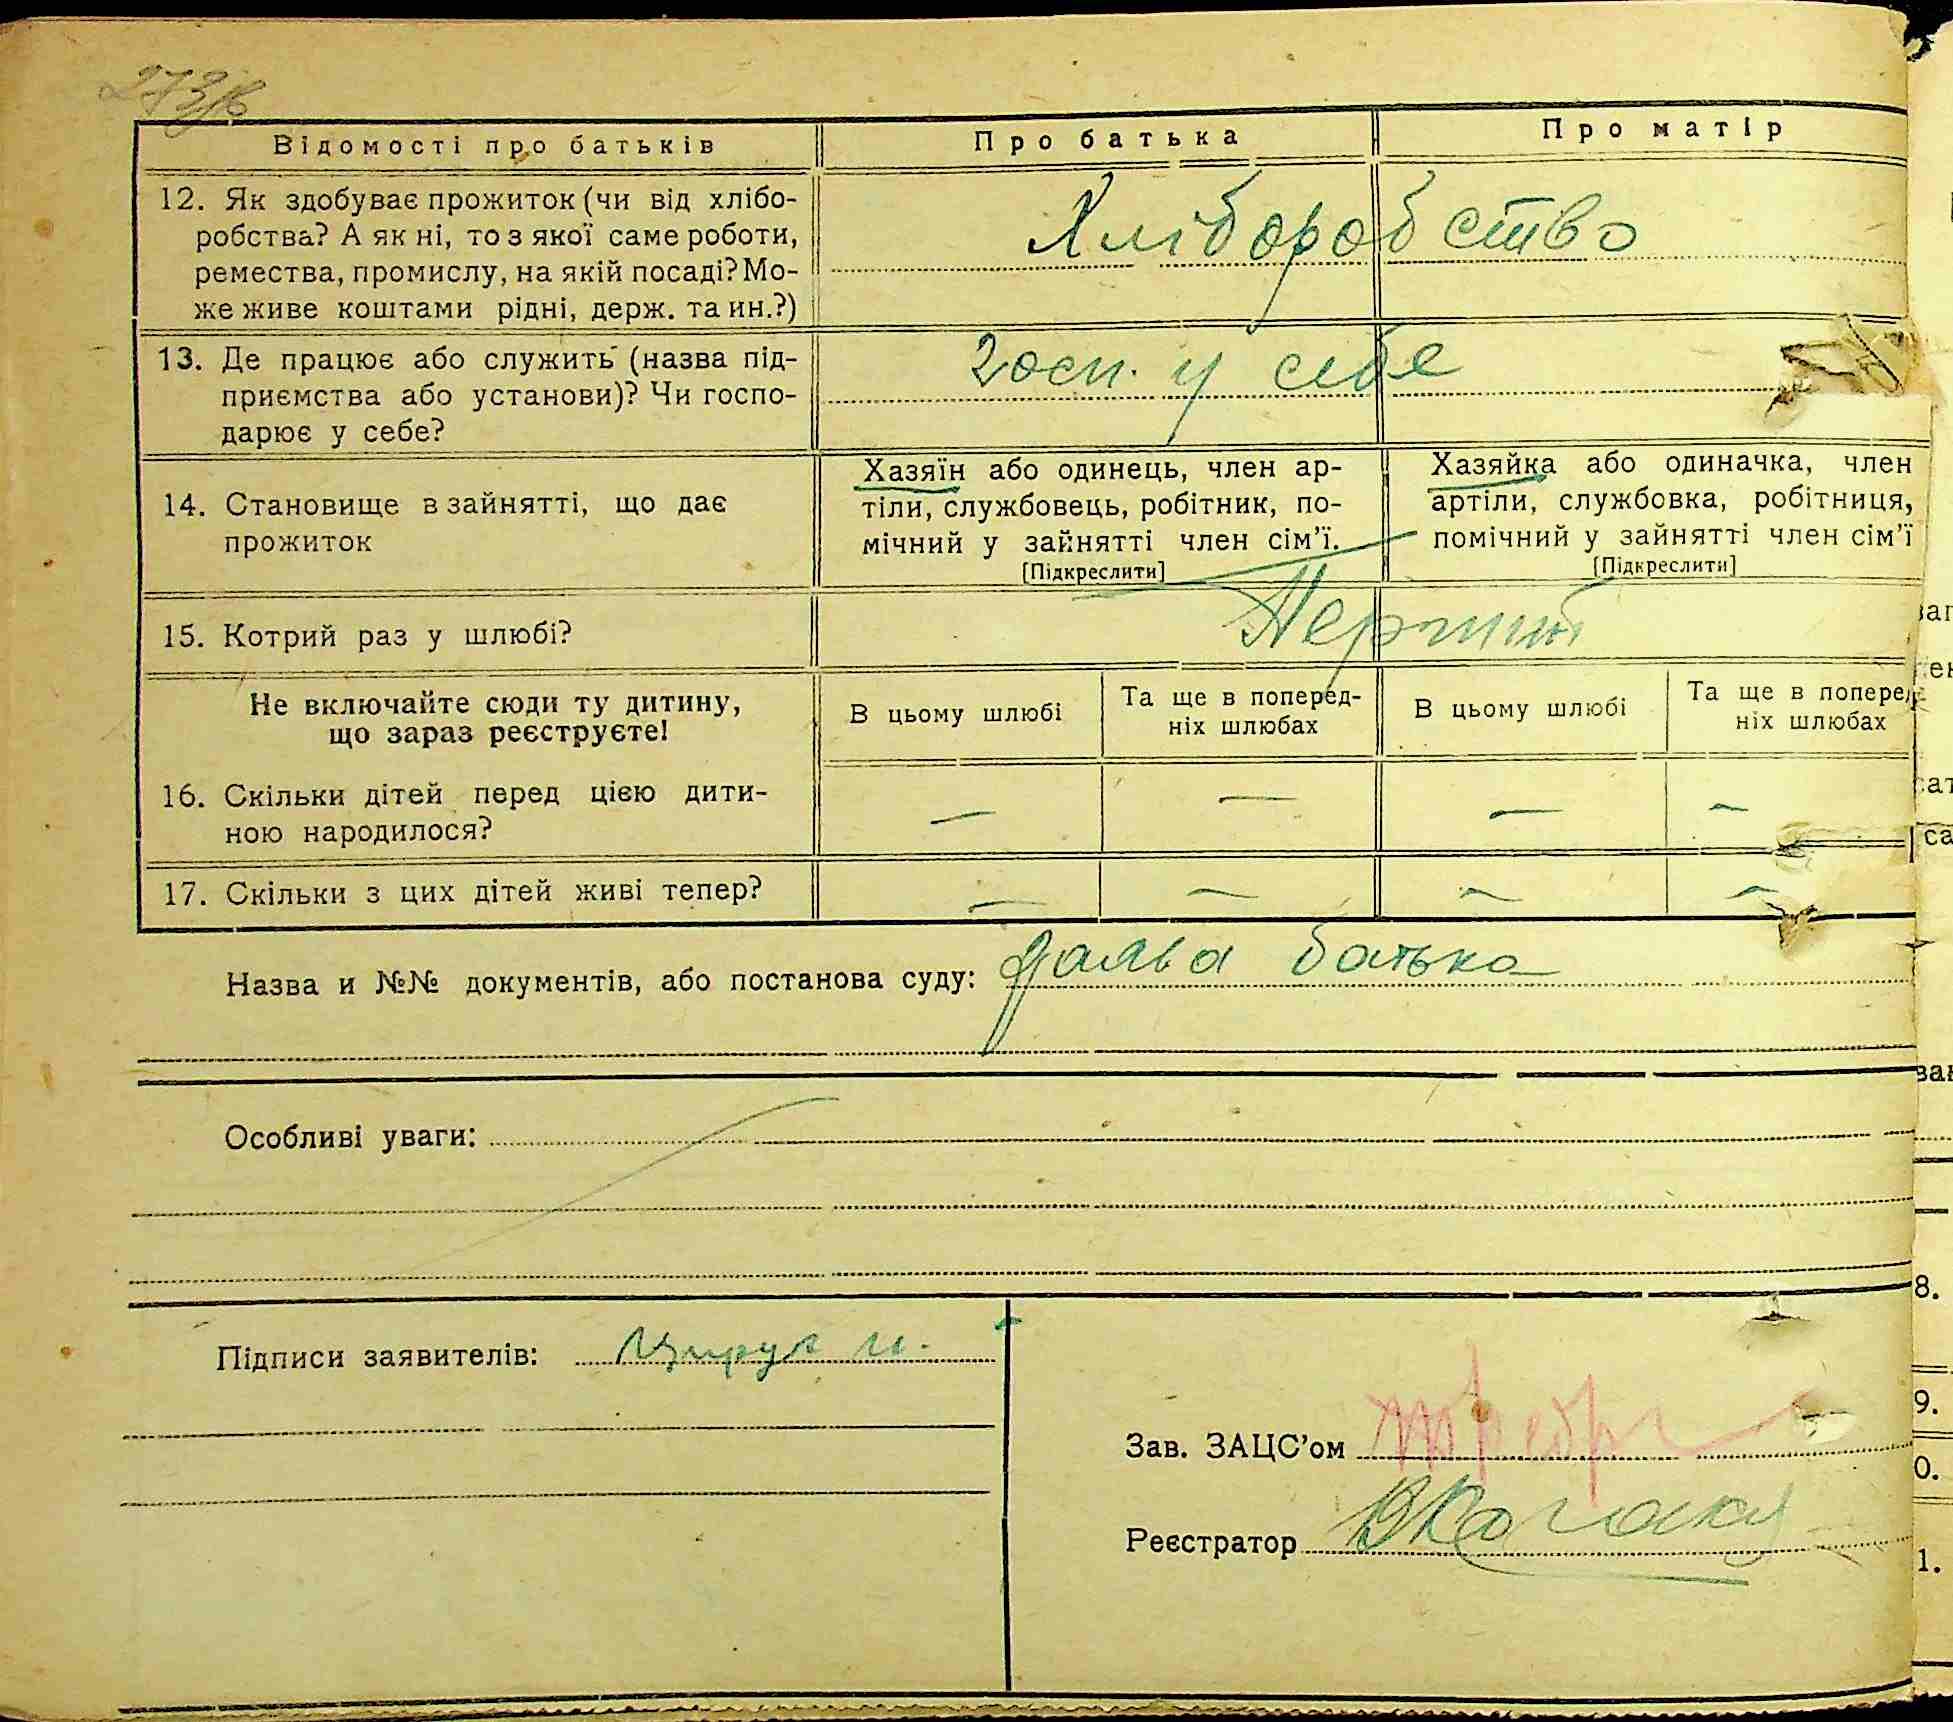 Відомості про батьків
Про батька
Про матір
12. Як здобуває прожиток (чи від хлібо-
робства? А як ні, то з якої саме роботи,
ремества, промислу, на якій посаді? Мо-
же живе коштами рідні, держ. та ин.?)
Хліборобство
13. Де працює або служить (назва під-
приємства або установи)? Чи госпо-
дарює у себе?
Госп. у себе
14. Становище в зайнятті, що дає
прожиток
Хазяїн або одинець, член ар-
тіли, службовець, робітник, по-
мічний у зайнятті член сім'ї.
[Підкреслити]
Хазяйка або одиначка, член
артіли, службовка, робітниця,
помічний у зайнятті член сім'ї
[Підкреслити]
15. Котрий раз у шлюбі?
Перший
Не включайте сюди ту дитину,
що зараз реєструєте!
В цьому шлюбі
Та ще в поперед-
ніх шлюбах
В цьому шлюбі
Та ще в поперед-
ніх шлюбах
16. Скільки дітей перед цією дити-
ною народилося?
— — — —
17. Скільки з цих дітей живі тепер?
— — — —
Назва и №№ документів, або постанова суду: Заява батька
Особливі уваги:
Підписи заявителів:
Зав. ЗАЦС'ом
Реєстратор
8.
9.
0.
1.